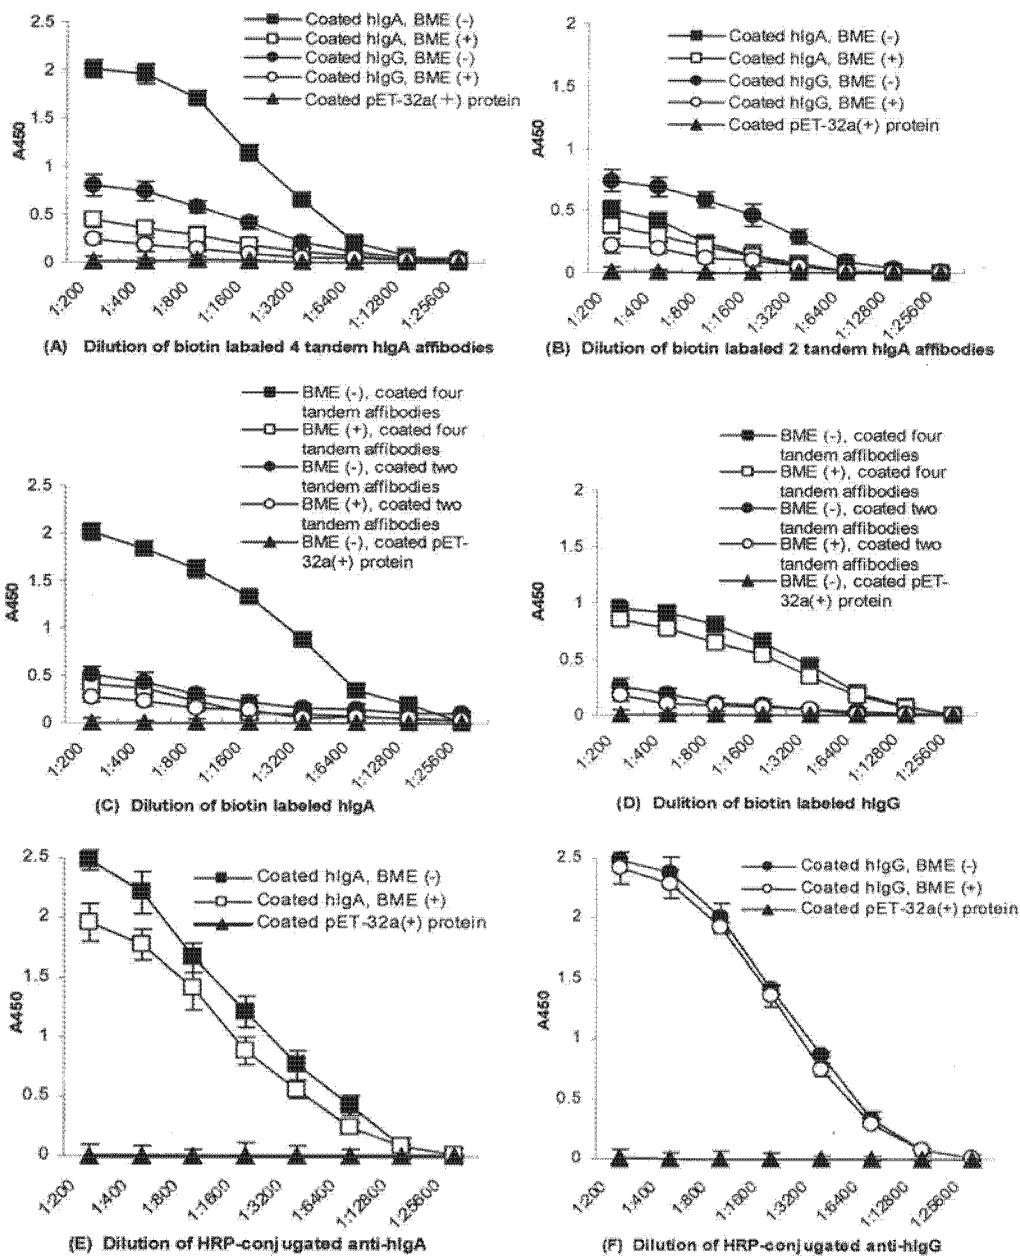 2.5
2
1.5
1
0.5
0
A450
Coated hIgA, BME (-)
Coated hIgA, BME (+)
Coated hIgG, BME (-)
Coated hIgG, BME (+)
Coated pET-32a(+) protein
1:200
1:400
1:800
1:1600
1:3200
1:6400
1:12800
1:25600
(A) Dilution of biotin labaled 4 tandem hIgA affibodies
2
1.5
1
0.5
0
A450
Coated hIgA, BME (-)
Coated hIgA, BME (+)
Coated hIgG, BME (-)
Coated hIgG, BME (+)
Coated pET-32a(+) protein
1:200
1:400
1:800
1:1600
1:3200
1:6400
1:12800
1:25600
(B) Dilution of biotin labaled 2 tandem hIgA affibodies
BME (-), coated four
tandem affibodies
BME (+), coated four
tandem affibodies
BME (-), coated two
tandem affibodies
BME (+), coated two
tandem affibodies
BME (-), coated pET-
32a(+) protein
2.5
2
1.5
1
0.5
0
A450
1:200
1:400
1:800
1:1600
1:3200
1:6400
1:12800
1:25600
(C) Dilution of biotin labeled hIgA
BME (-), coated four
tandem affibodies
BME (+), coated four
tandem affibodies
BME (-), coated two
tandem affibodies
BME (+), coated two
tandem affibodies
BME (-), coated pET-
32a(+) protein
2
1.5
1
0.5
0
A450
1:200
1:400
1:800
1:1600
1:3200
1:6400
1:12800
1:25600
(D) Dulition of biotin labeled hIgG
2.5
2
1.5
1
0.5
0
A450
Coated hIgA, BME (-)
Coated hIgA, BME (+)
Coated pET-32a(+) protein
1:200
1:400
1:800
1:1600
1:3200
1:6400
1:12800
1:25600
(E) Dilution of HRP-conjugated anti-hIgA
2.5
2
1.5
1
0.5
0
A450
Coated hIgG, BME (-)
Coated hIgG, BME (+)
Coated pET-32a(+) protein
1:200
1:400
1:800
1:1600
1:3200
1:6400
1:12800
1:25600
(F) Dilution of HRP-conjugated anti-hIgG